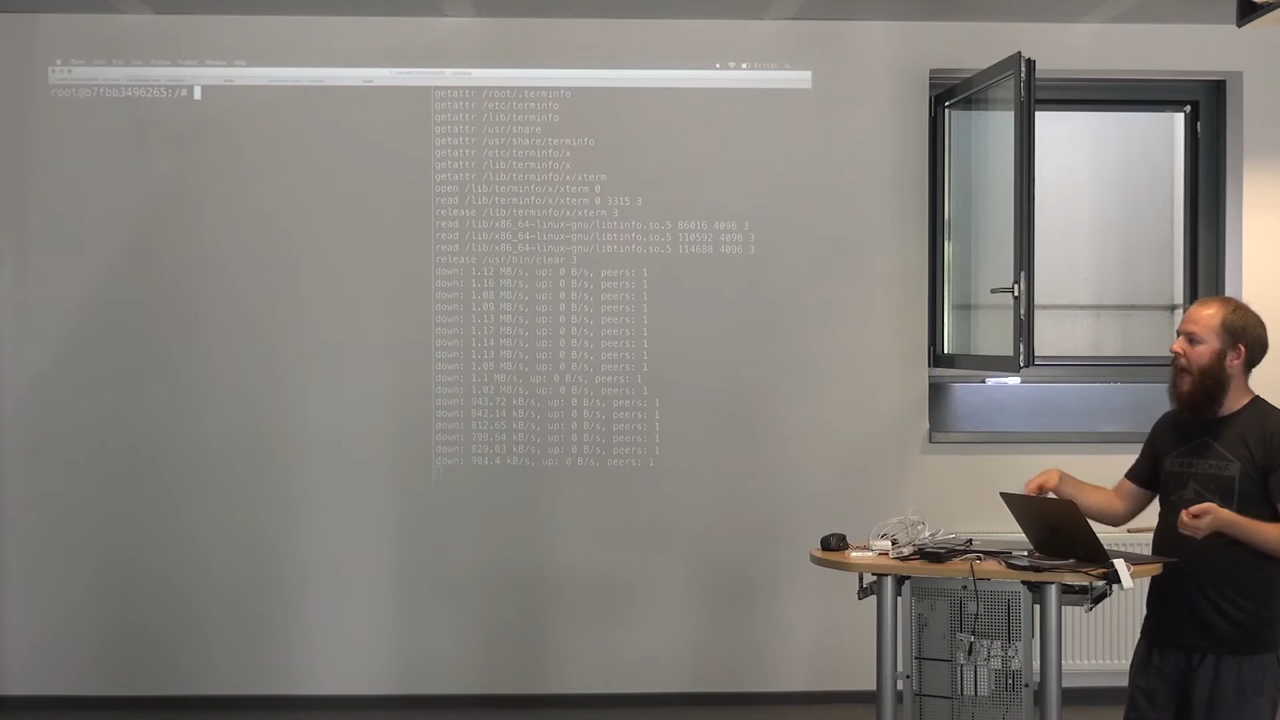 root@b7fbb3496265:/#
getattr /root/.terminfo
getattr /etc/terminfo
getattr /lib/terminfo
getattr /usr/share
getattr /usr/share/terminfo
getattr /etc/terminfo/x
getattr /lib/terminfo/x
getattr /lib/terminfo/x/xterm
open /lib/terminfo/x/xterm 0
read /lib/terminfo/x/xterm 0 3315 3
release /lib/terminfo/x/xterm 3
read /lib/x86_64-linux-gnu/libtinfo.so.5 86016 4096 3
read /lib/x86_64-linux-gnu/libtinfo.so.5 110592 4096 3
read /lib/x86_64-linux-gnu/libtinfo.so.5 114688 4096 3
release /usr/bin/clear 3
down: 1.12 MB/s, up: 0 B/s, peers: 1
down: 1.16 MB/s, up: 0 B/s, peers: 1
down: 1.08 MB/s, up: 0 B/s, peers: 1
down: 1.09 MB/s, up: 0 B/s, peers: 1
down: 1.13 MB/s, up: 0 B/s, peers: 1
down: 1.17 MB/s, up: 0 B/s, peers: 1
down: 1.14 MB/s, up: 0 B/s, peers: 1
down: 1.13 MB/s, up: 0 B/s, peers: 1
down: 1.08 MB/s, up: 0 B/s, peers: 1
down: 1.1 MB/s, up: 0 B/s, peers: 1
down: 1.02 MB/s, up: 0 B/s, peers: 1
down: 943.72 kB/s, up: 0 B/s, peers: 1
down: 842.14 kB/s, up: 0 B/s, peers: 1
down: 812.65 kB/s, up: 0 B/s, peers: 1
down: 799.54 kB/s, up: 0 B/s, peers: 1
down: 829.03 kB/s, up: 0 B/s, peers: 1
down: 904.4 kB/s, up: 0 B/s, peers: 1